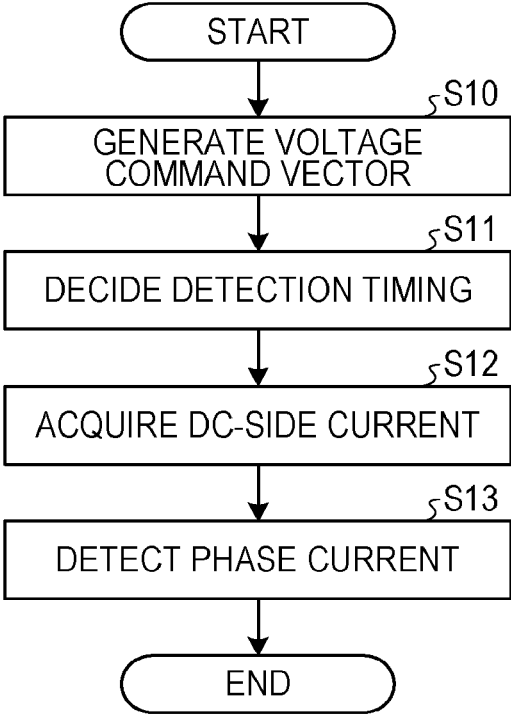 START
S10
GENERATE VOLTAGE
COMMAND VECTOR
S11
DECIDE DETECTION TIMING
S12
ACQUIRE DC-SIDE CURRENT
S13
DETECT PHASE CURRENT
END